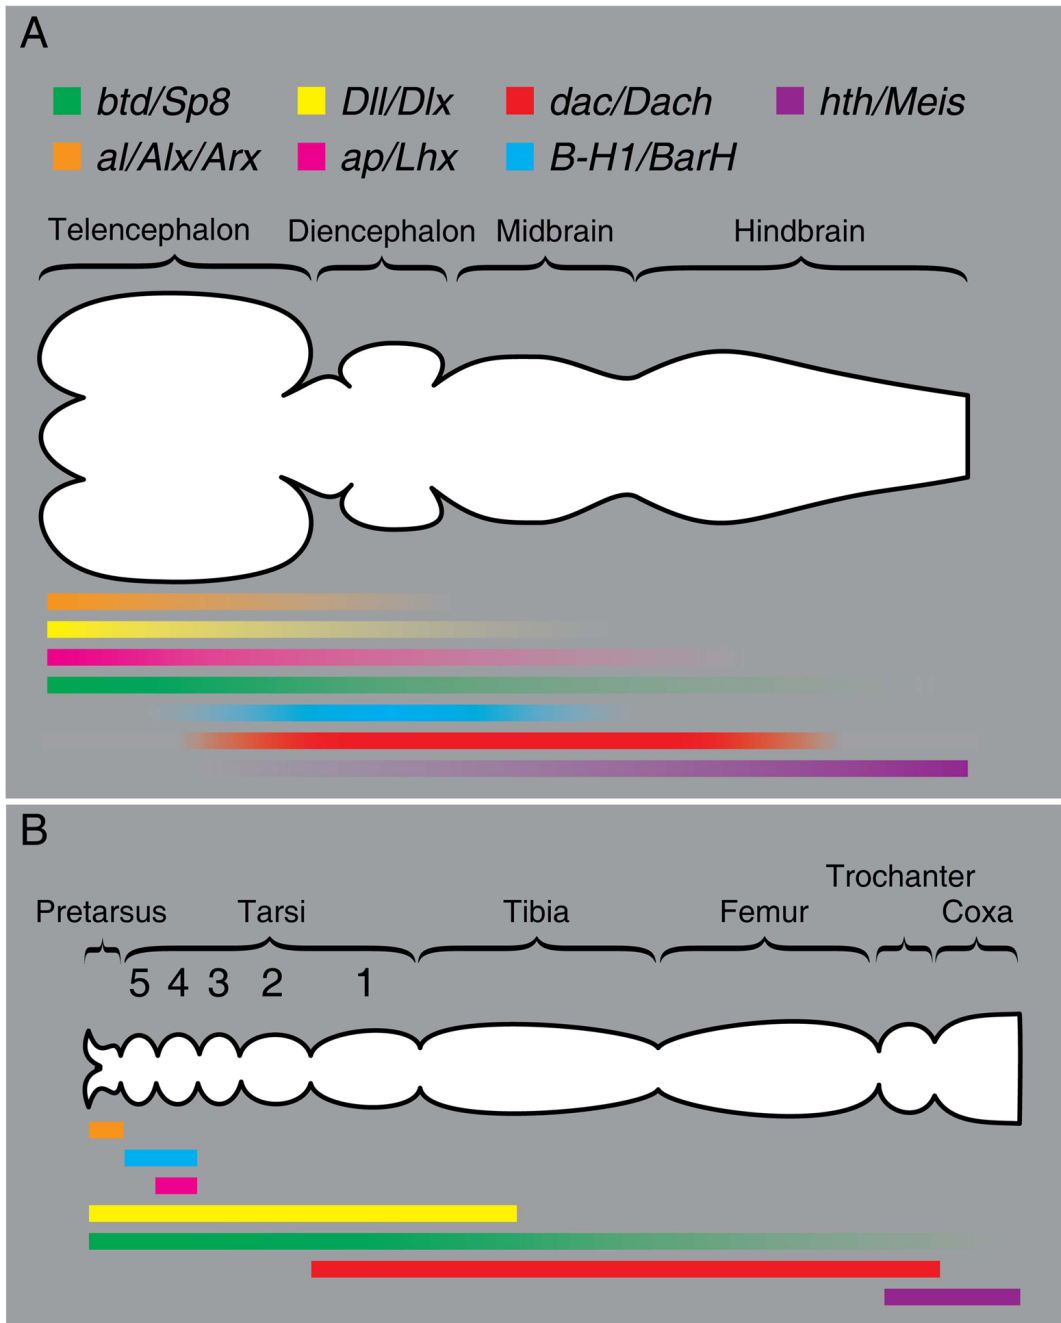 A
btd/Sp8 Dll/Dlx dac/Dach hth/Meis
al/Alx/Arx ap/Lhx B-H1/BarH
Telencephalon Diencephalon Midbrain Hindbrain
B
Trochanter
Pretarsus Tarsi Tibia Femur Coxa
5 4 3 2 1